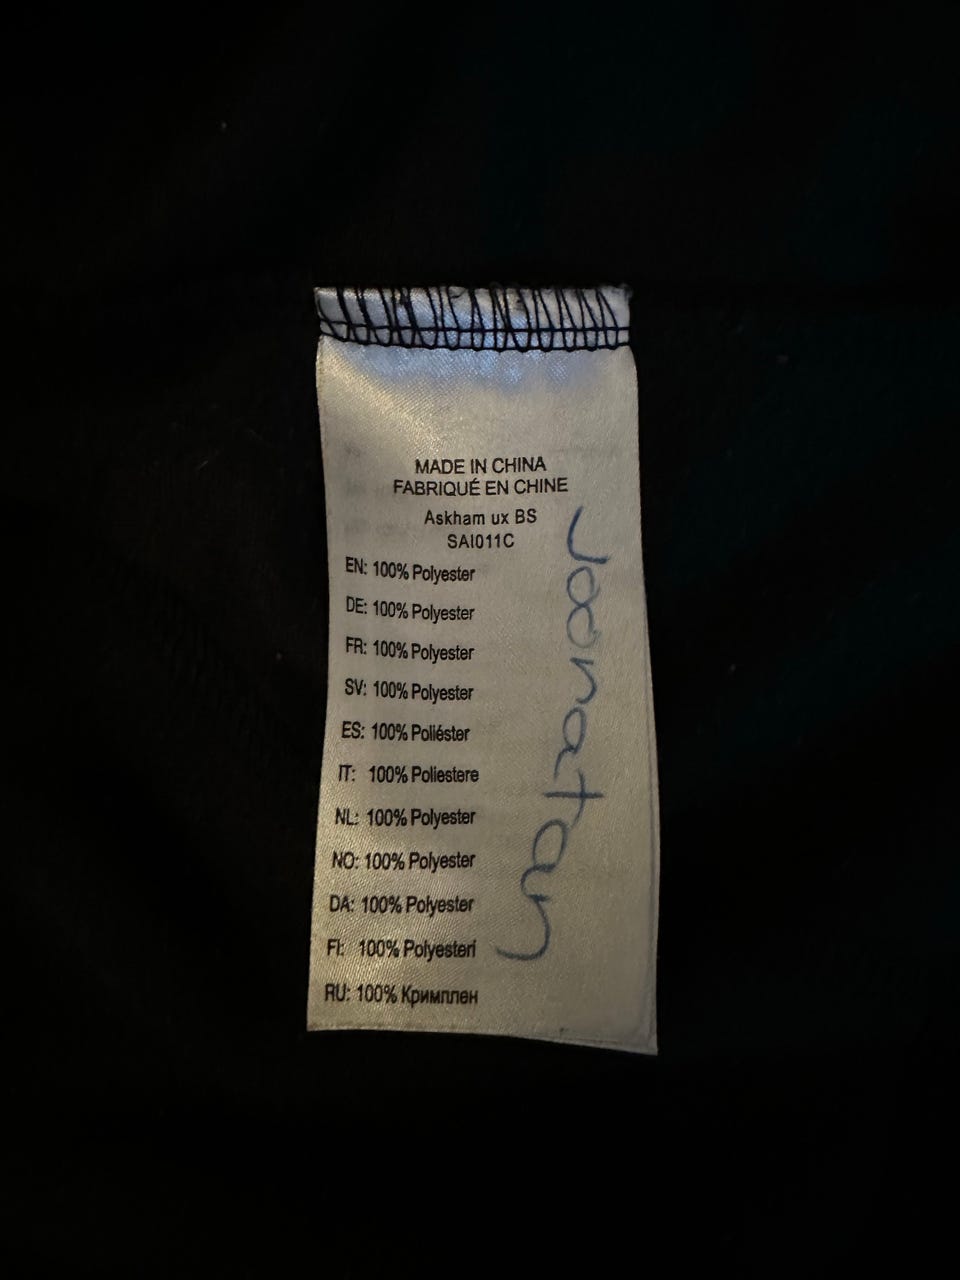 MADE IN CHINA
FABRIQUÉ EN CHINE
Askham ux BS
SAI011C
EN: 100% Polyester
DE: 100% Polyester
FR: 100% Polyester
SV: 100% Polyester
ES: 100% Poliéster
IT: 100% Poliestere
NL: 100% Polyester
NO: 100% Polyester
DA: 100% Polyester
FI: 100% Polyesteri
RU: 100% Кримплен
Joonatan